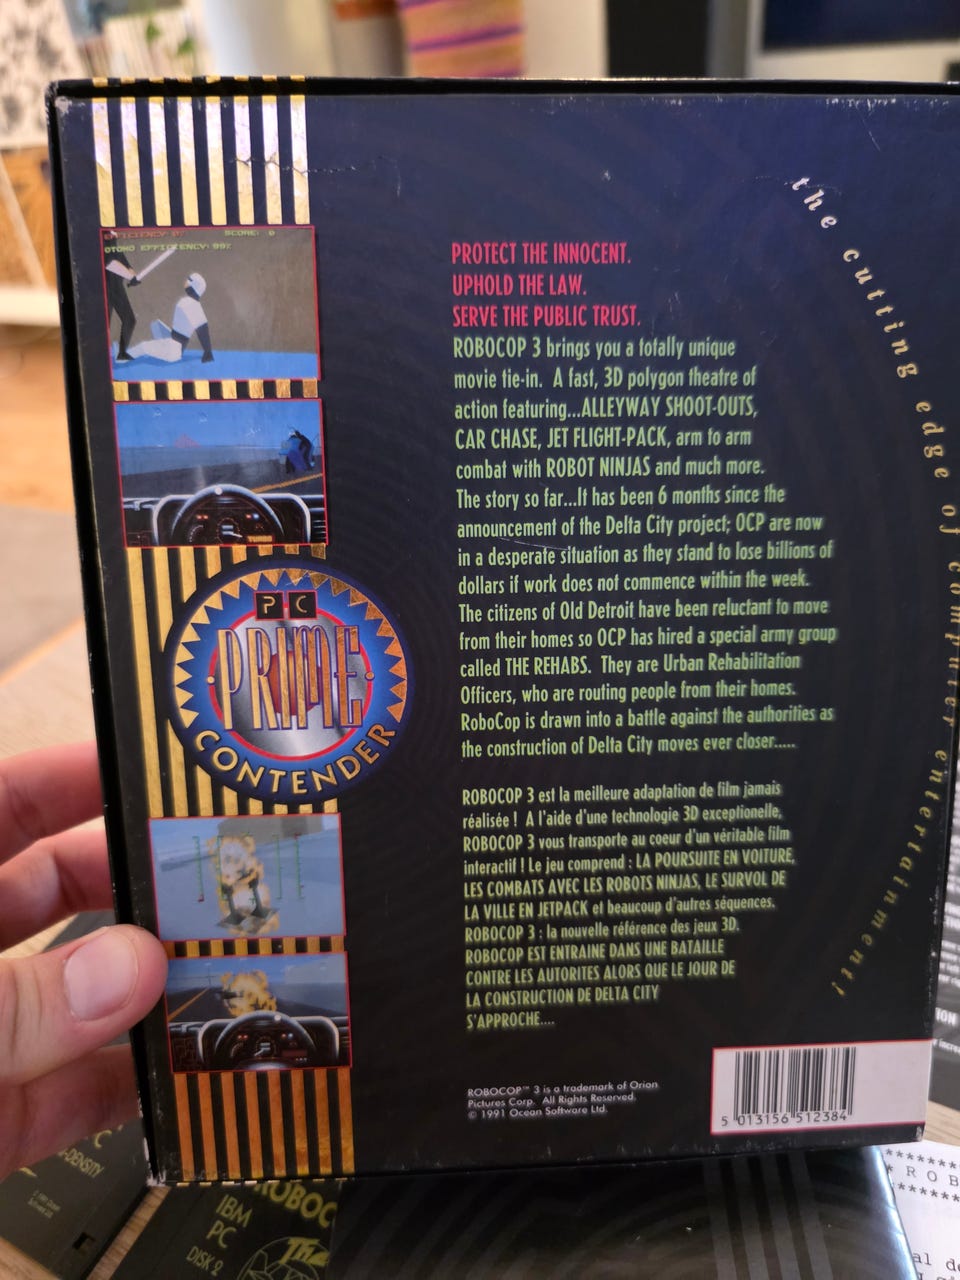 SCORE: 0
OTOMO EFFICIENCY: 99%
TURBO
PC
PRIME
CONTENDER
the cutting edge of computer entertainment!
PROTECT THE INNOCENT.
UPHOLD THE LAW.
SERVE THE PUBLIC TRUST.
ROBOCOP 3 brings you a totally unique
movie tie-in. A fast, 3D polygon theatre of
action featuring...ALLEYWAY SHOOT-OUTS,
CAR CHASE, JET FLIGHT-PACK, arm to arm
combat with ROBOT NINJAS and much more.
The story so far...It has been 6 months since the
announcement of the Delta City project; OCP are now
in a desperate situation as they stand to lose billions of
dollars if work does not commence within the week.
The citizens of Old Detroit have been reluctant to move
from their homes so OCP has hired a special army group
called THE REHABS. They are Urban Rehabilitation
Officers, who are routing people from their homes.
RoboCop is drawn into a battle against the authorities as
the construction of Delta City moves ever closer.....
ROBOCOP 3 est la meilleure adaptation de film jamais
réalisée ! A l'aide d'une technologie 3D exceptionelle,
ROBOCOP 3 vous transporte au coeur d'un véritable film
interactif ! Le jeu comprend : LA POURSUITE EN VOITURE,
LES COMBATS AVEC LES ROBOTS NINJAS, LE SURVOL DE
LA VILLE EN JETPACK et beaucoup d'autres séquences.
ROBOCOP 3 : la nouvelle référence des jeux 3D.
ROBOCOP EST ENTRAINE DANS UNE BATAILLE
CONTRE LES AUTORITES ALORS QUE LE JOUR DE
LA CONSTRUCTION DE DELTA CITY
S'APPROCHE....
ROBOCOP™ 3 is a trademark of Orion
Pictures Corp. All Rights Reserved.
© 1991 Ocean Software Ltd.
5 013156 512384
-DENSITY
ROBOC
IBM
PC
DISK 2
* R O B